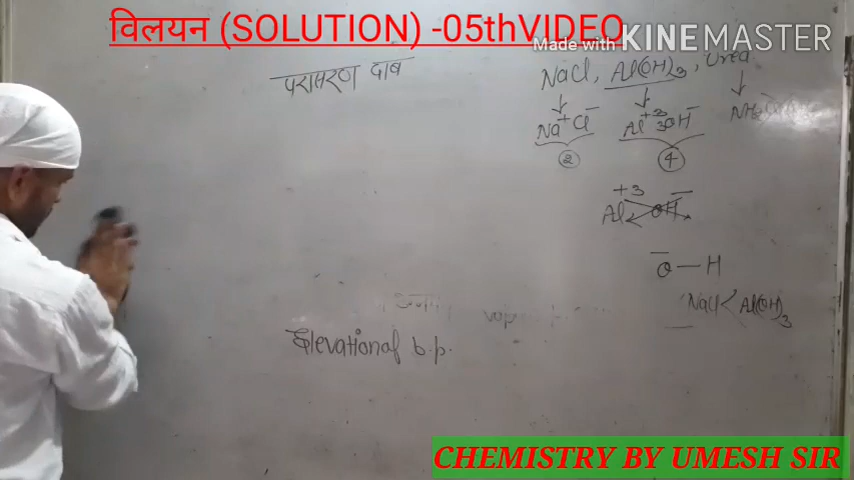 विलयन (SOLUTION) -05thVIDEO
Made with KINEMASTER
परासरण दाब
NaCl, Al(OH)3, Urea
Na+Cl- Al+3 3OH- NH2
2 4
+3 -
Al OH
-
O—H
NaCl < Al(OH)3
Elevational b.p.
CHEMISTRY BY UMESH SIR